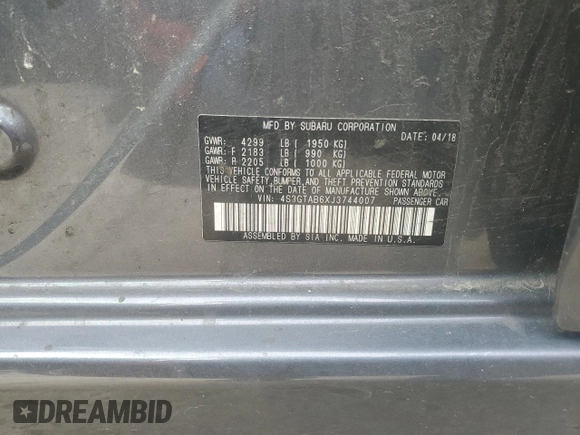 MFD BY SUBARU CORPORATION DATE: 04/18
GVWR: 4299 LB ( 1950 KG)
GAWR: F 2183 LB ( 990 KG)
GAWR: R 2205 LB ( 1000 KG)
THIS VEHICLE CONFORMS TO ALL APPLICABLE FEDERAL MOTOR
VEHICLE SAFETY, BUMPER, AND THEFT PREVENTION STANDARDS
IN EFFECT ON THE DATE OF MANUFACTURE SHOWN ABOVE.
VIN: 4S3GTAB6XJ3744007 PASSENGER CAR
ASSEMBLED BY SIA INC. MADE IN U.S.A.
DREAMBID